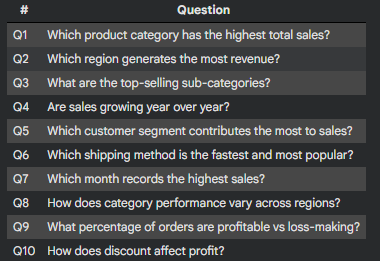 # Question
Q1 Which product category has the highest total sales?
Q2 Which region generates the most revenue?
Q3 What are the top-selling sub-categories?
Q4 Are sales growing year over year?
Q5 Which customer segment contributes the most to sales?
Q6 Which shipping method is the fastest and most popular?
Q7 Which month records the highest sales?
Q8 How does category performance vary across regions?
Q9 What percentage of orders are profitable vs loss-making?
Q10 How does discount affect profit?